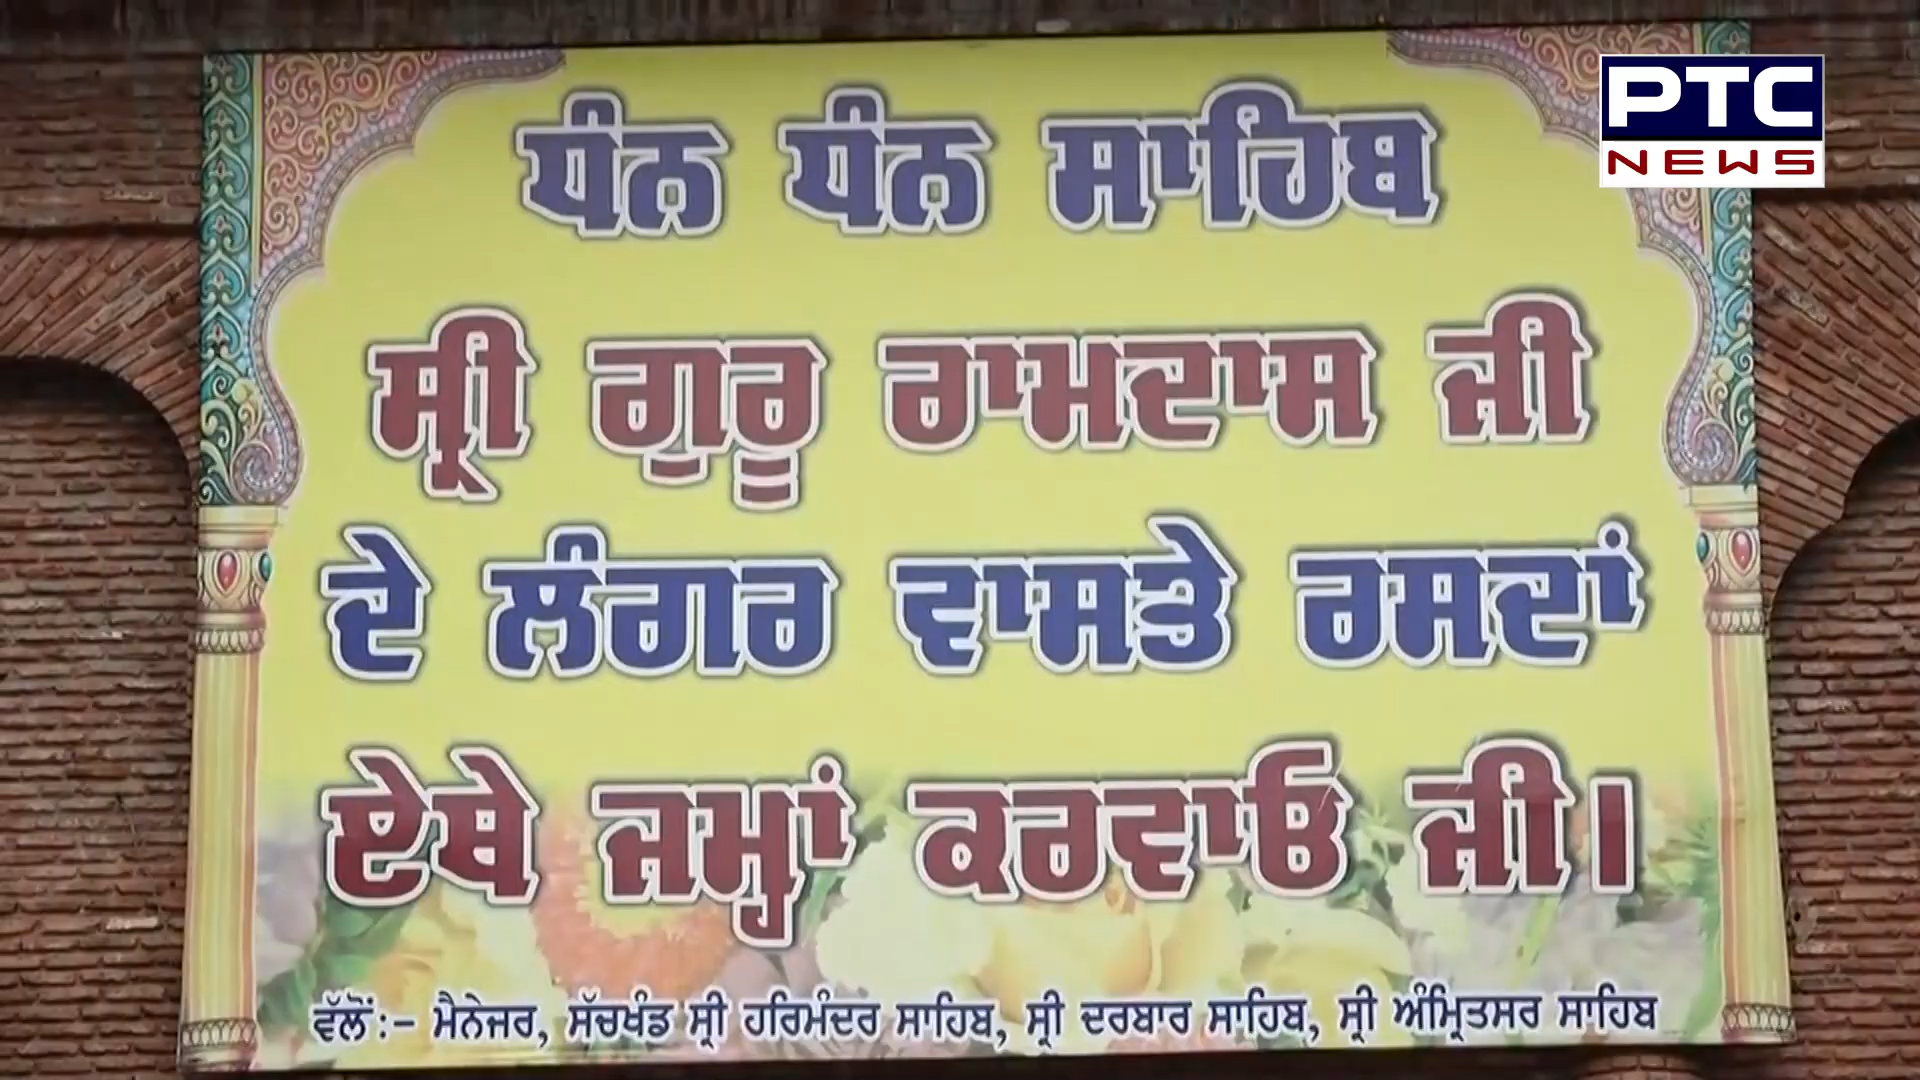 ਧੰਨ ਧੰਨ ਸਾਹਿਬ
ਸ੍ਰੀ ਗੁਰੂ ਰਾਮਦਾਸ ਜੀ
ਦੇ ਲੰਗਰ ਵਾਸਤੇ ਰਸਦਾਂ
ਏਥੇ ਜਮ੍ਹਾਂ ਕਰਵਾਓ ਜੀ।
ਵੱਲੋਂ :– ਮੈਨੇਜਰ, ਸੱਚਖੰਡ ਸ੍ਰੀ ਹਰਿਮੰਦਰ ਸਾਹਿਬ, ਸ੍ਰੀ ਦਰਬਾਰ ਸਾਹਿਬ, ਸ੍ਰੀ ਅੰਮ੍ਰਿਤਸਰ ਸਾਹਿਬ
PTC
NEWS